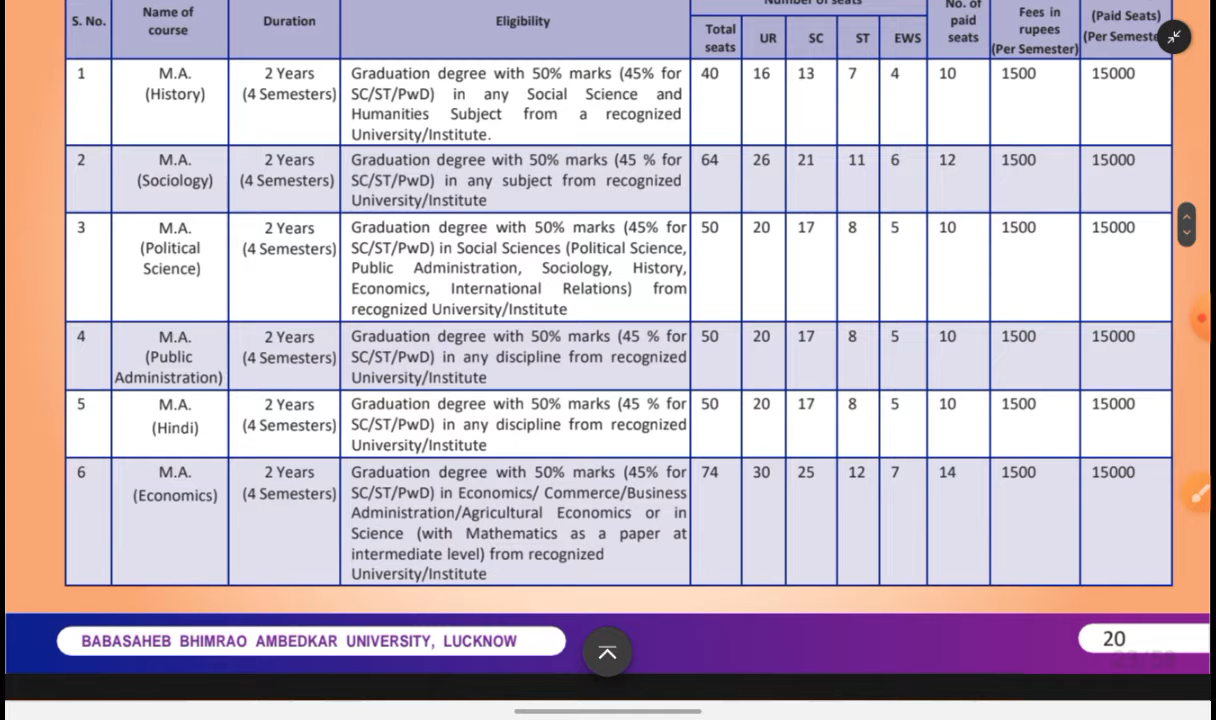 Number of seats
S. No. Name of course Duration Eligibility Total seats UR SC ST EWS No. of paid seats Fees in rupees (Per Semester) (Paid Seats) (Per Semeste
1 M.A. (History) 2 Years (4 Semesters) Graduation degree with 50% marks (45% for 40 16 13 7 4 10 1500 15000
SC/ST/PwD) in any Social Science and
Humanities Subject from a recognized
University/Institute.
2 M.A. (Sociology) 2 Years (4 Semesters) Graduation degree with 50% marks (45 % for 64 26 21 11 6 12 1500 15000
SC/ST/PwD) in any subject from recognized
University/Institute
3 M.A. (Political Science) 2 Years (4 Semesters) Graduation degree with 50% marks (45% for 50 20 17 8 5 10 1500 15000
SC/ST/PwD) in Social Sciences (Political Science,
Public Administration, Sociology, History,
Economics, International Relations) from
recognized University/Institute
4 M.A. (Public Administration) 2 Years (4 Semesters) Graduation degree with 50% marks (45 % for 50 20 17 8 5 10 1500 15000
SC/ST/PwD) in any discipline from recognized
University/Institute
5 M.A. (Hindi) 2 Years (4 Semesters) Graduation degree with 50% marks (45 % for 50 20 17 8 5 10 1500 15000
SC/ST/PwD) in any discipline from recognized
University/Institute
6 M.A. (Economics) 2 Years (4 Semesters) Graduation degree with 50% marks (45% for 74 30 25 12 7 14 1500 15000
SC/ST/PwD) in Economics/ Commerce/Business
Administration/Agricultural Economics or in
Science (with Mathematics as a paper at
intermediate level) from recognized
University/Institute
BABASAHEB BHIMRAO AMBEDKAR UNIVERSITY, LUCKNOW
20